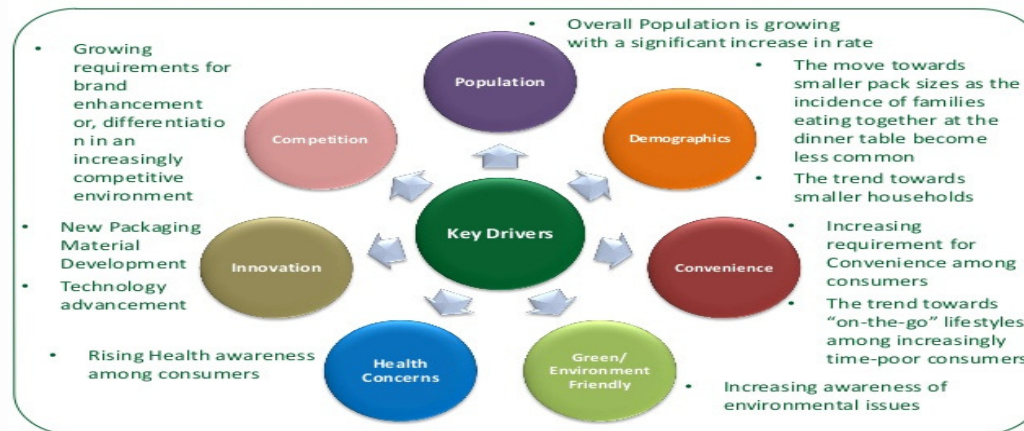 • Overall Population is growing
with a significant increase in rate
Population
• Growing
requirements for
brand
enhancement
or, differentiatio
n in an
increasingly
competitive
environment
Competition
Demographics
• The move towards
smaller pack sizes as the
incidence of families
eating together at the
dinner table become
less common
• The trend towards
smaller households
Key Drivers
• New Packaging
Material
Development
• Technology
advancement
Innovation
Convenience
• Increasing
requirement for
Convenience among
consumers
• The trend towards
“on-the-go” lifestyles
among increasingly
time-poor consumers
• Rising Health awareness
among consumers
Health
Concerns
Green/
Environment
Friendly
• Increasing awareness of
environmental issues